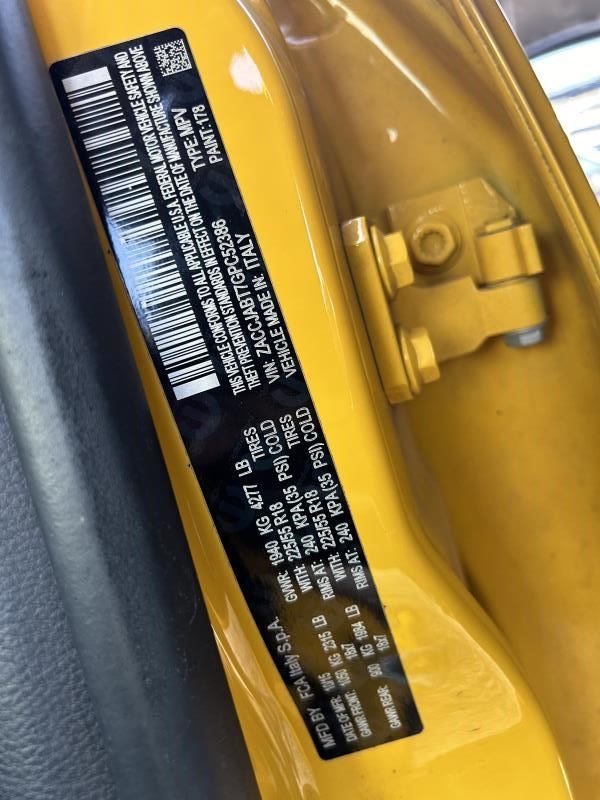 MFD BY FCA Italy S.p.A.
DATE OF MFR: 10/15
GAWR FRONT: 1050 KG 2315 LB
18x7
GAWR REAR: 900 KG 1984 LB
18x7
GVWR: 1940 KG 4277 LB
225/55 R18 TIRES
WITH: 240 KPA(35 PSI) COLD
RIMS AT: 225/55 R18 TIRES
WITH: 240 KPA(35 PSI) COLD
RIMS AT:
THIS VEHICLE CONFORMS TO ALL APPLICABLE U.S.A. FEDERAL MOTOR VEHICLE SAFETY AND
THEFT PREVENTION STANDARDS IN EFFECT ON THE DATE OF MANUFACTURE SHOWN ABOVE
VIN: ZACCJABT7GPC52386 TYPE: MPV
VEHICLE MADE IN: ITALY PAINT: 178